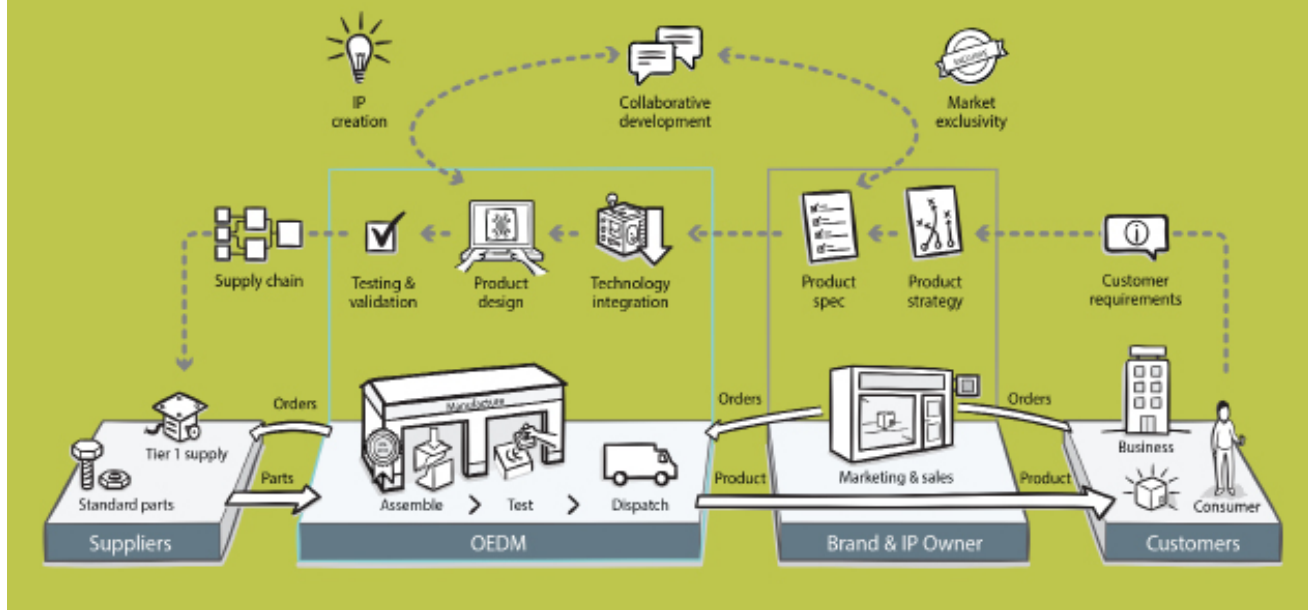 IP
creation
Collaborative
development
EXCLUSIVE
Market
exclusivity
Supply chain
Testing &
validation
Product
design
Technology
integration
Product
spec
Product
strategy
Customer
requirements
Orders
Manufacture
Orders
Orders
Tier 1 supply
Business
Standard parts
Parts
Assemble
Test
Dispatch
Product
Marketing & sales
Product
Consumer
Suppliers
OEDM
Brand & IP Owner
Customers